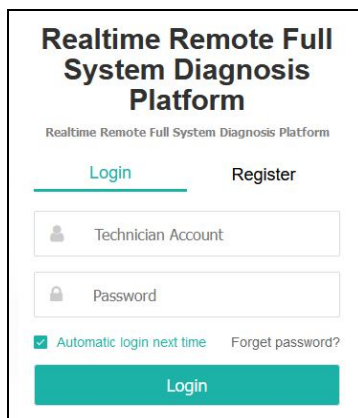 Realtime Remote Full
System Diagnosis
Platform
Realtime Remote Full System Diagnosis Platform
Login Register
Technician Account
Password
Automatic login next time Forget password?
Login